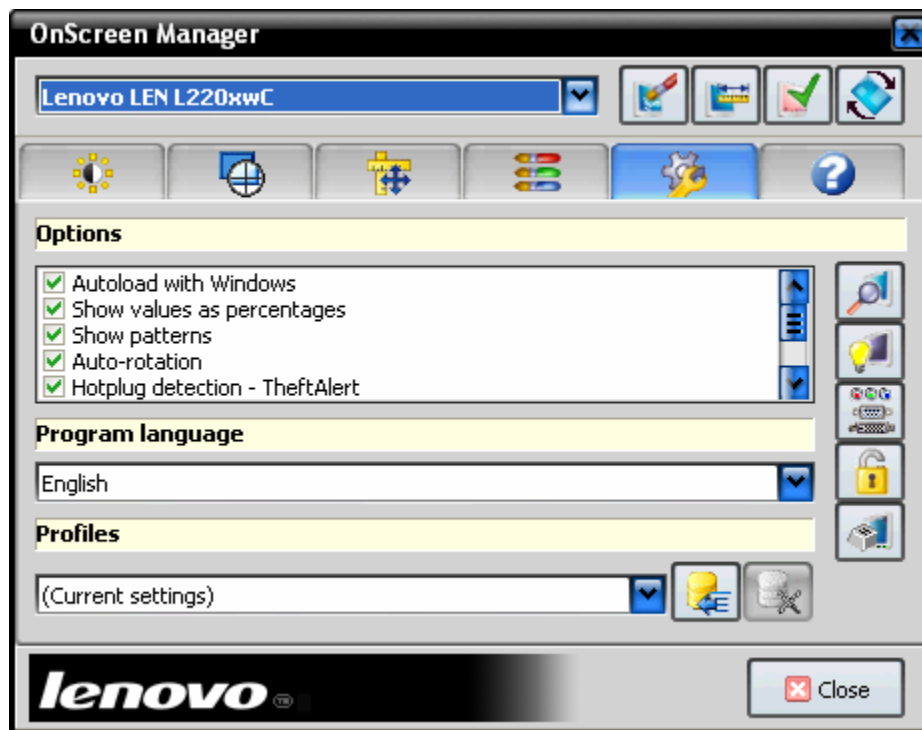 OnScreen Manager
Lenovo LEN L220xwC
Options
Autoload with Windows
Show values as percentages
Show patterns
Auto-rotation
Hotplug detection - TheftAlert
Program language
English
Profiles
(Current settings)
lenovo
Close